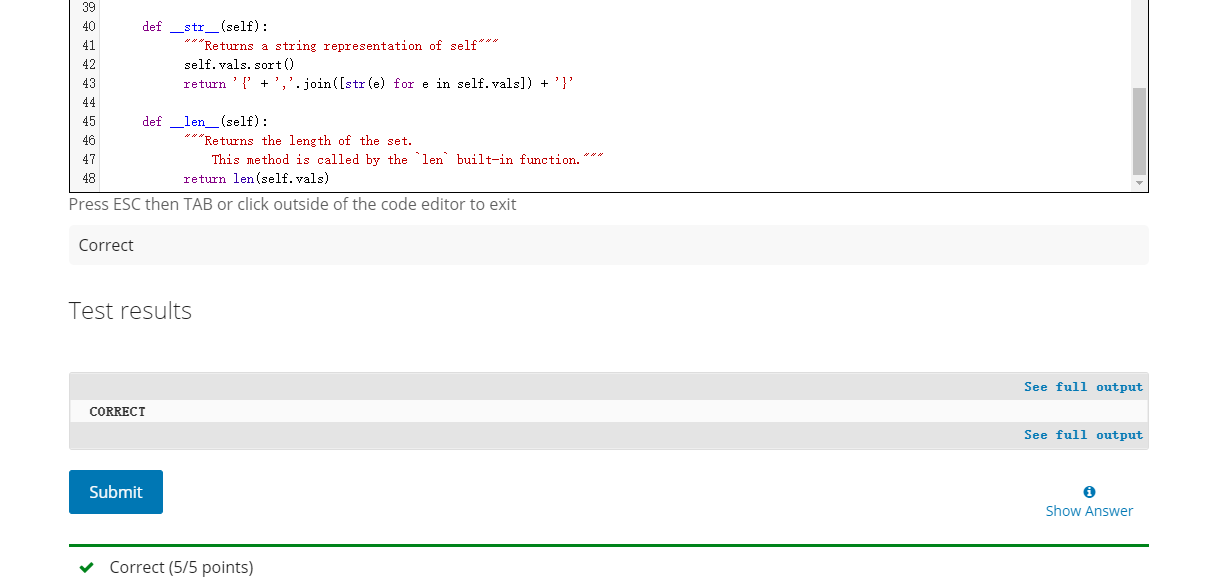 39
40 def __str__(self):
41 """Returns a string representation of self"""
42 self.vals.sort()
43 return '{' + ','.join([str(e) for e in self.vals]) + '}'
44
45 def __len__(self):
46 """Returns the length of the set.
47 This method is called by the `len` built-in function."""
48 return len(self.vals)
Press ESC then TAB or click outside of the code editor to exit
Correct
Test results
See full output
CORRECT
See full output
Submit
Show Answer
Correct (5/5 points)